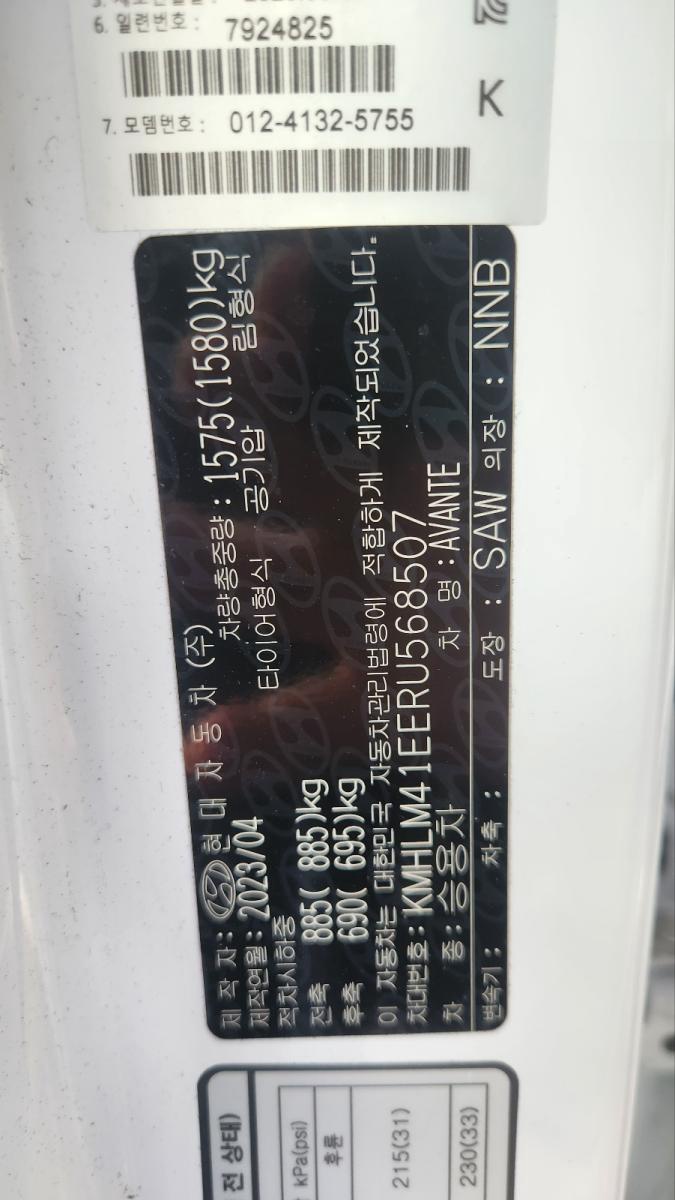 6. 일련번호 : 7924825
7. 모뎀번호 : 012-4132-5755
K
제 작 자 : 현 대 자 동 차 (주)
제작연월 : 2023/04 차량총중량 : 1575(1580)kg
적차시하중 타이어형식 공기압 림형식
전축 885( 885)kg
후축 690( 695)kg
이 자동차는 대한민국 자동차관리법령에 적합하게 제작되었습니다.
차대번호 : KMHLM41EERU568507
차 종 : 승용차 차 명 : AVANTE
변속기 : 차축 : 도장 : SAW 의장 : NNB
전 상태)
kPa(psi)
후륜
215(31)
230(33)